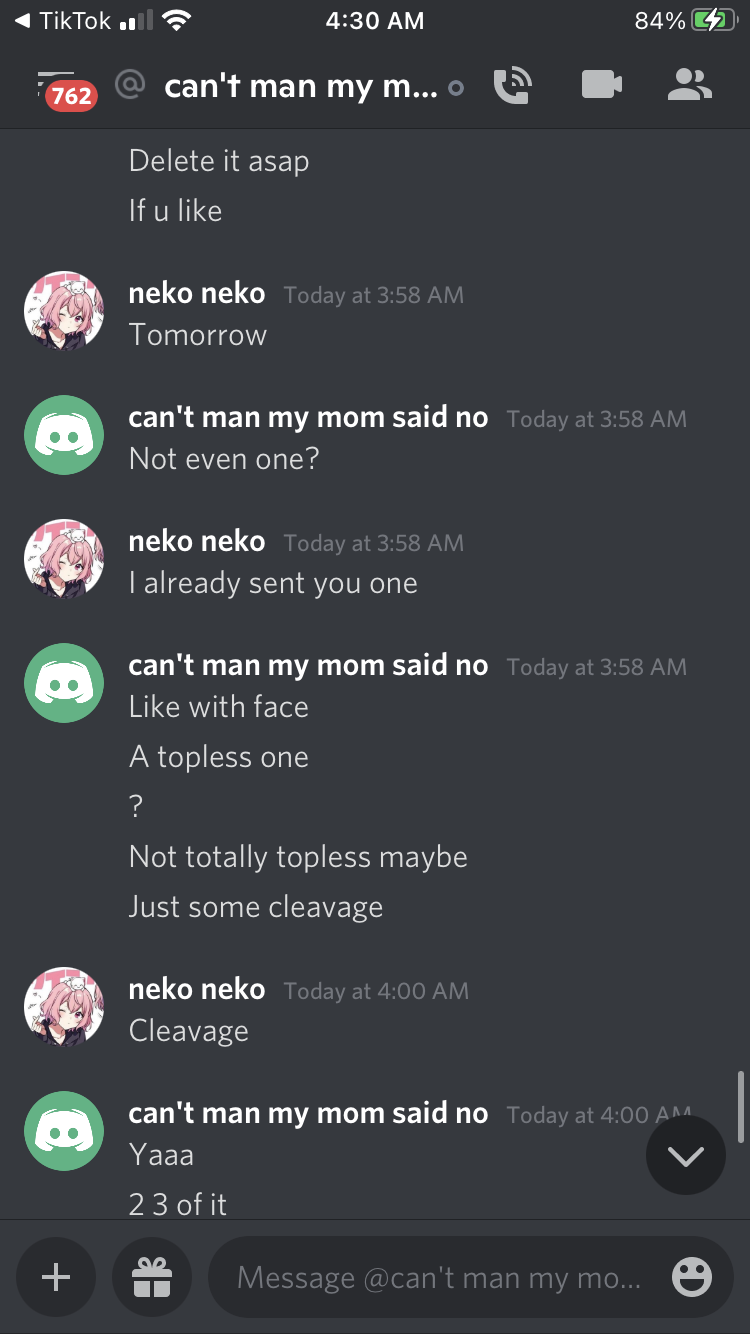 TikTok 4:30 AM 84%
762 @ can't man my m...
Delete it asap
If u like
neko neko Today at 3:58 AM
Tomorrow
can't man my mom said no Today at 3:58 AM
Not even one?
neko neko Today at 3:58 AM
I already sent you one
can't man my mom said no Today at 3:58 AM
Like with face
A topless one
?
Not totally topless maybe
Just some cleavage
neko neko Today at 4:00 AM
Cleavage
can't man my mom said no Today at 4:00 AM
Yaaa
2 3 of it
Message @can't man my mo...